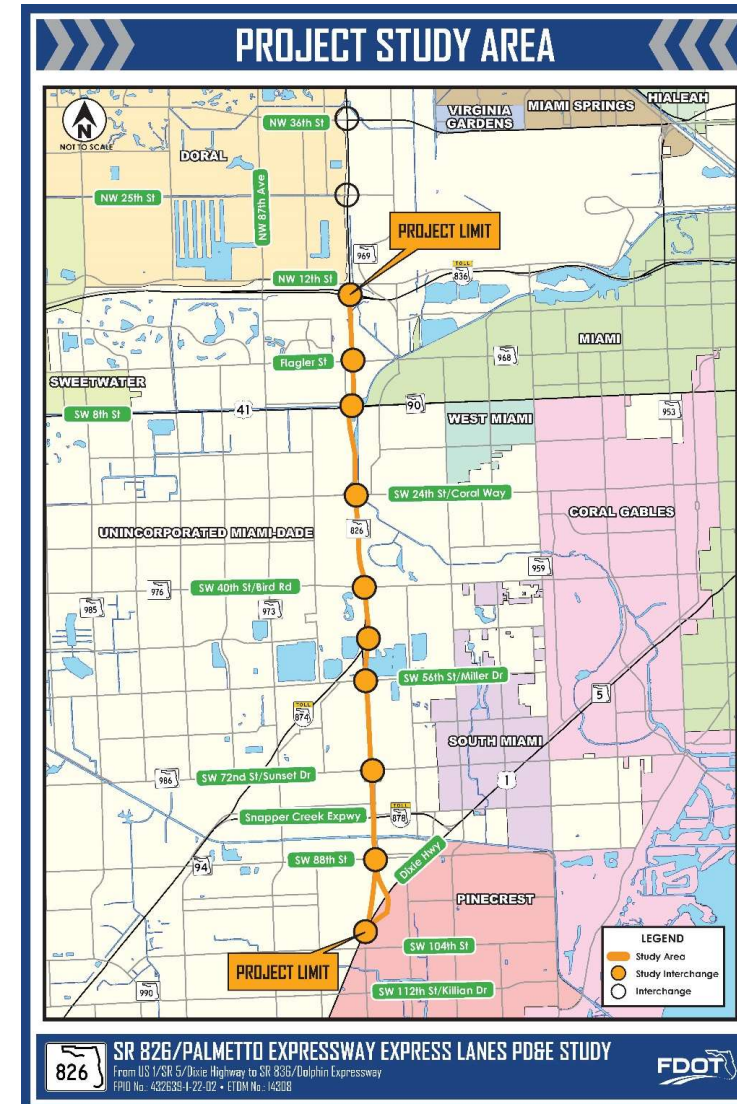 PROJECT STUDY AREA
N
NOT TO SCALE
NW 36th St
VIRGINIA
GARDENS
MIAMI SPRINGS
HIALEAH
DORAL
NW 25th St
NW 87th Ave
PROJECT LIMIT
969
TOLL
836
NW 12th St
MIAMI
Flagler St
968
SWEETWATER
SW 8th St
41
90
WEST MIAMI
953
SW 24th St/Coral Way
CORAL GABLES
826
UNINCORPORATED MIAMI-DADE
959
976
SW 40th St/Bird Rd
985
973
SW 56th St/Miller Dr
5
TOLL
874
SOUTH MIAMI
986
SW 72nd St/Sunset Dr
1
Snapper Creek Expwy
TOLL
878
94
SW 88th St
Dixie Hwy
PINECREST
PROJECT LIMIT
SW 104th St
990
SW 112th St/Killian Dr
LEGEND
Study Area
Study Interchange
Interchange
826
SR 826/PALMETTO EXPRESSWAY EXPRESS LANES PD&E STUDY
From US 1/SR 5/Dixie Highway to SR 836/Dolphin Expressway
FPID No.: 432639-1-22-02 • ETDM No.: 14308
FDOT